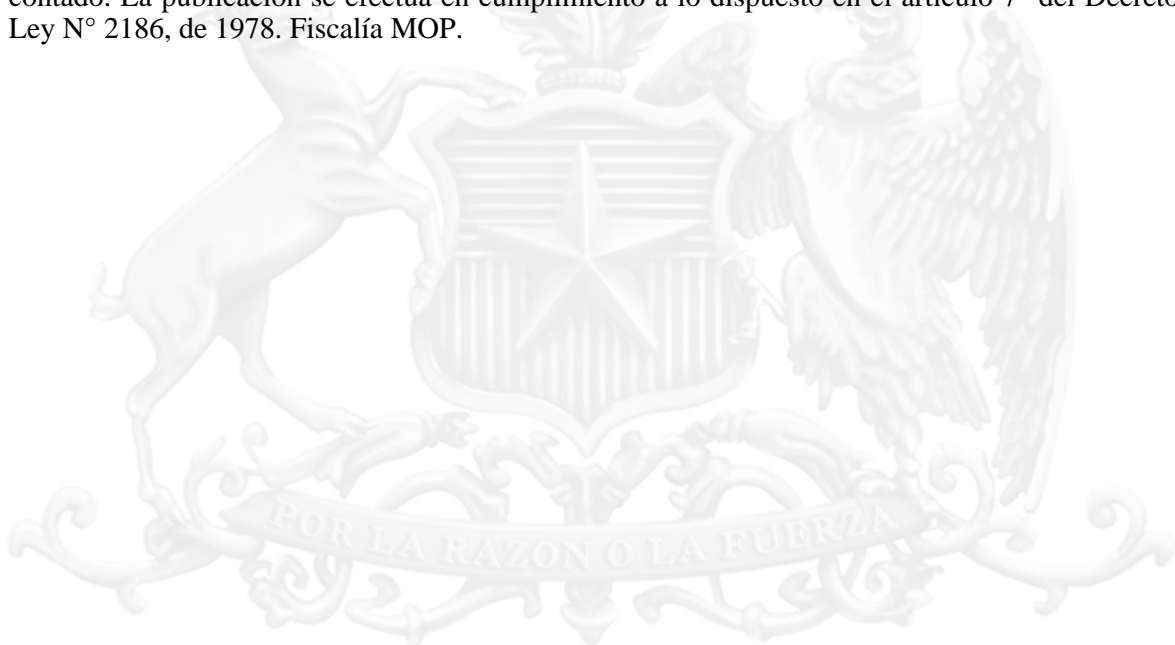 contado. La publicación se efectúa en cumplimiento a lo dispuesto en el artículo 7° del Decreto
Ley N° 2186, de 1978. Fiscalía MOP.
POR LA RAZON O LA FUERZA